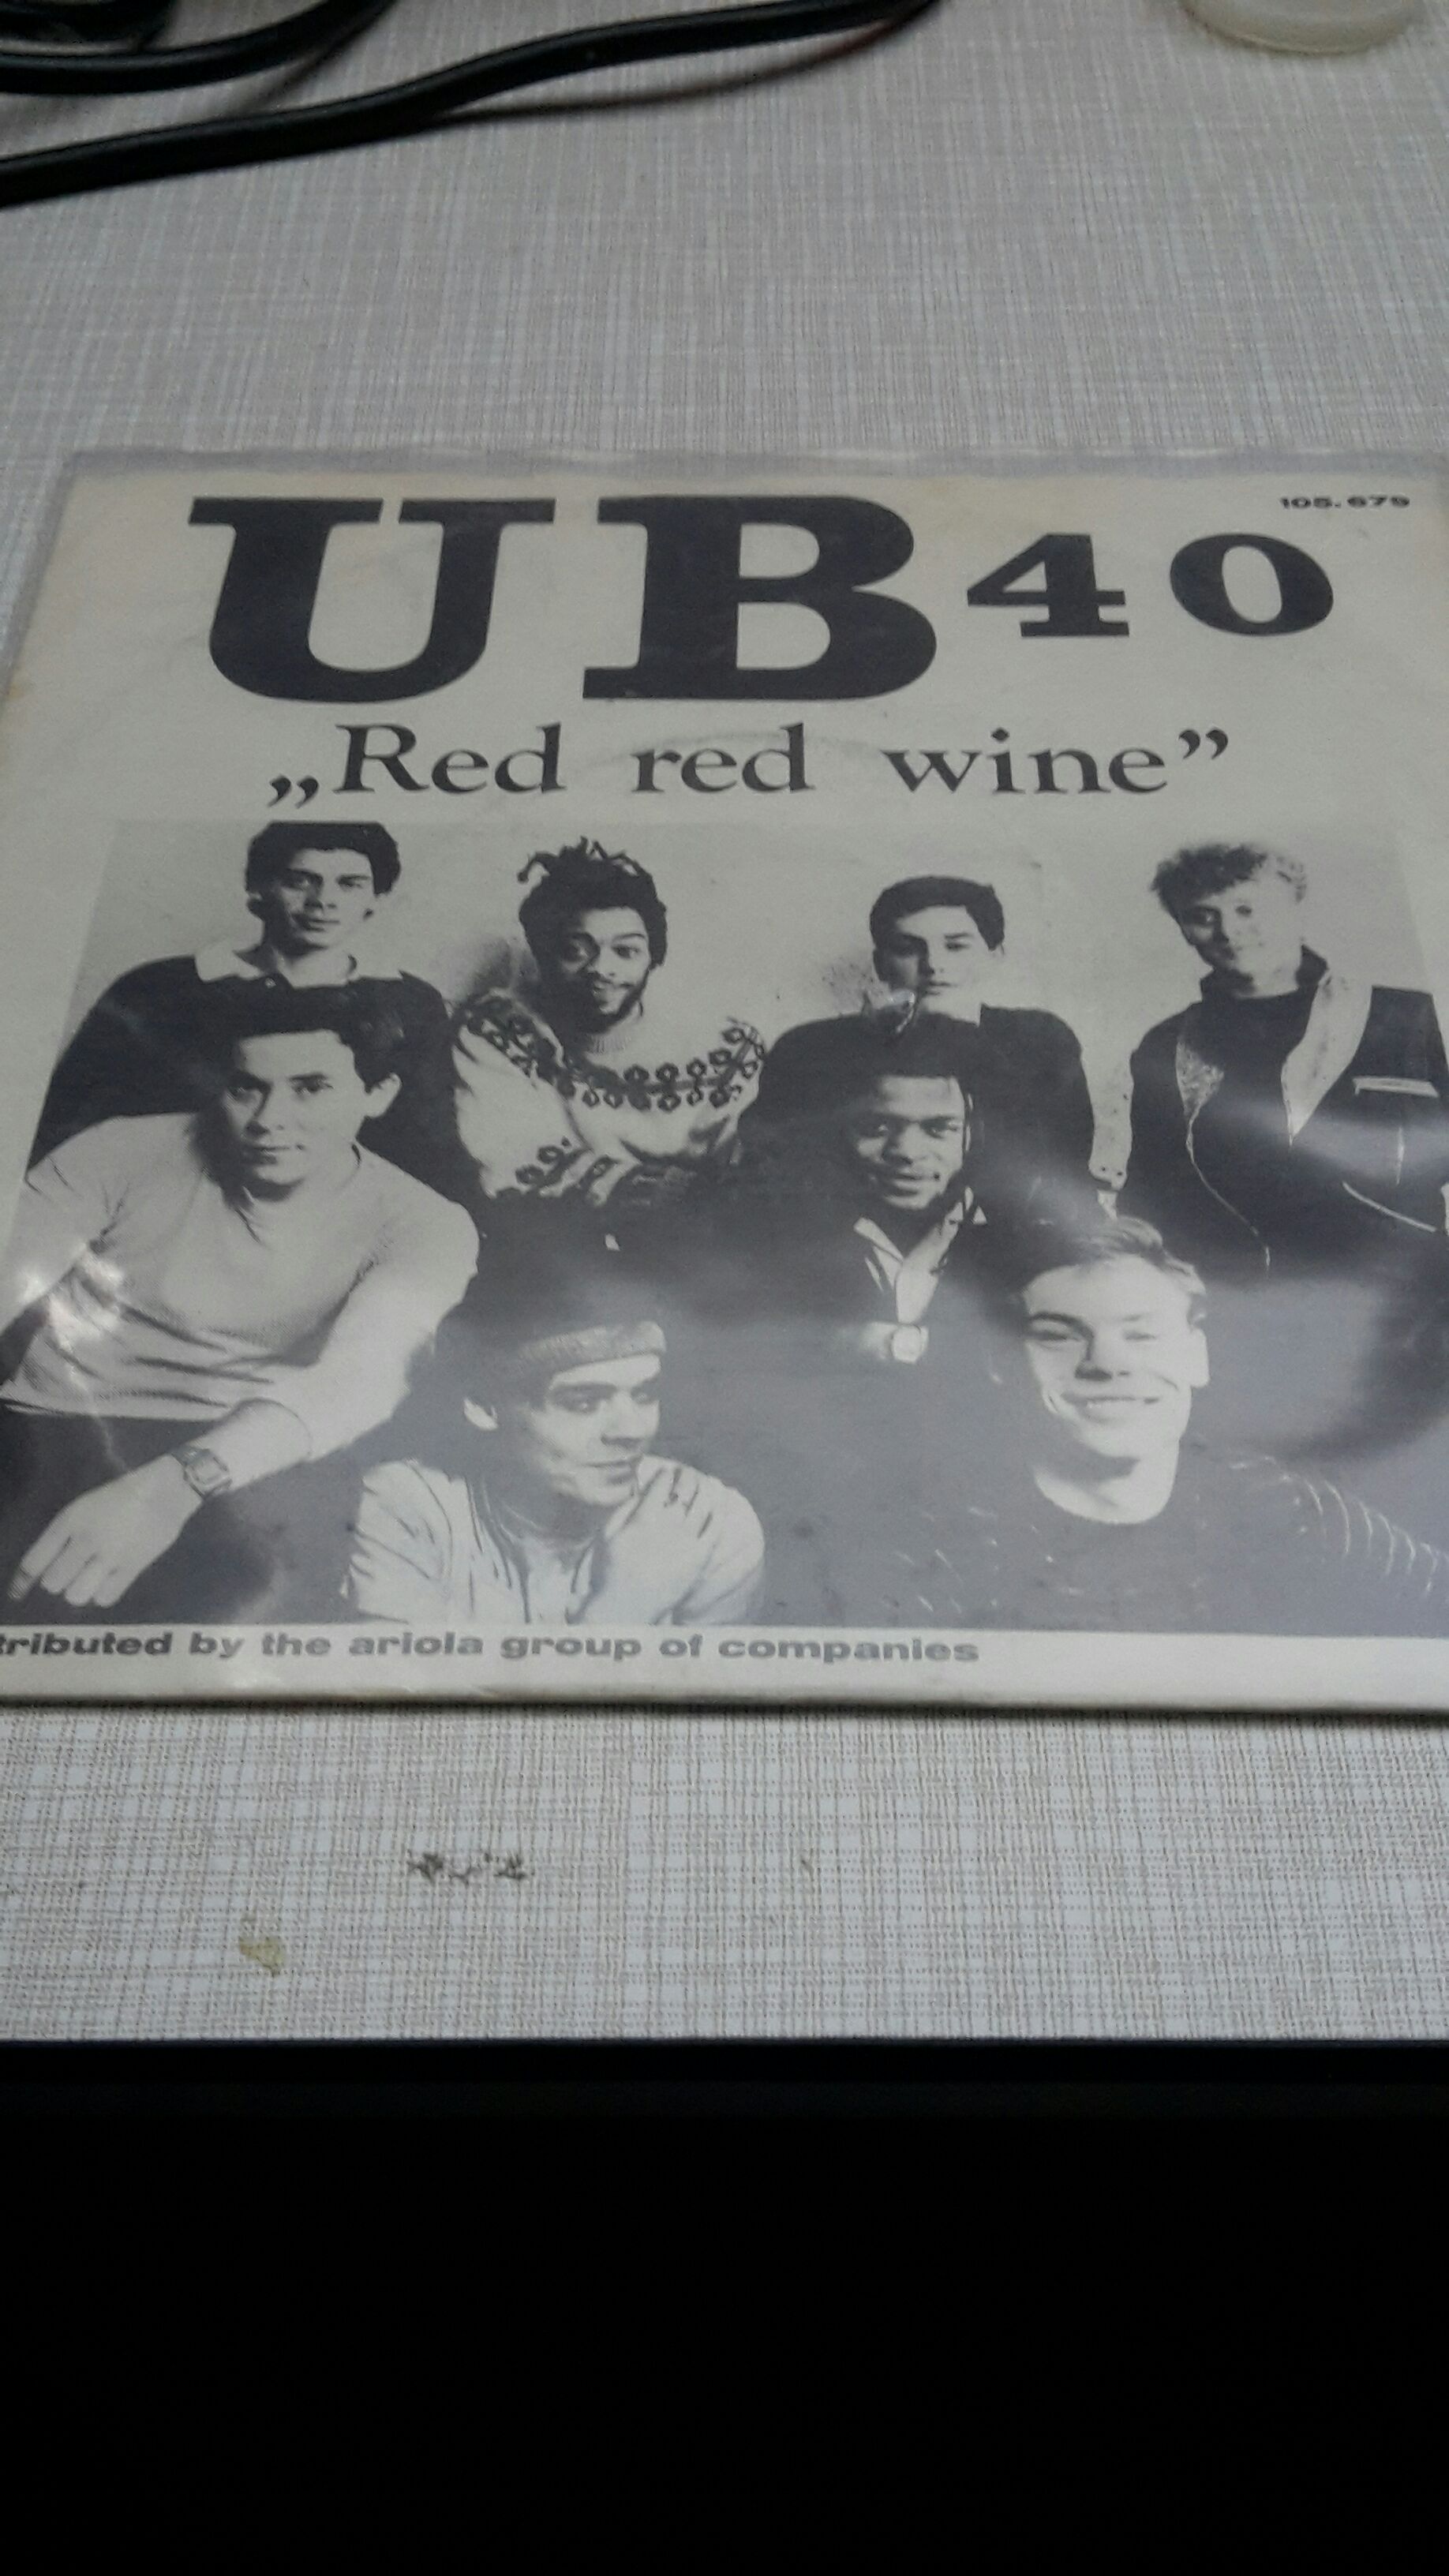 105.679
UB40
„Red red wine”
tributed by the ariola group of companies